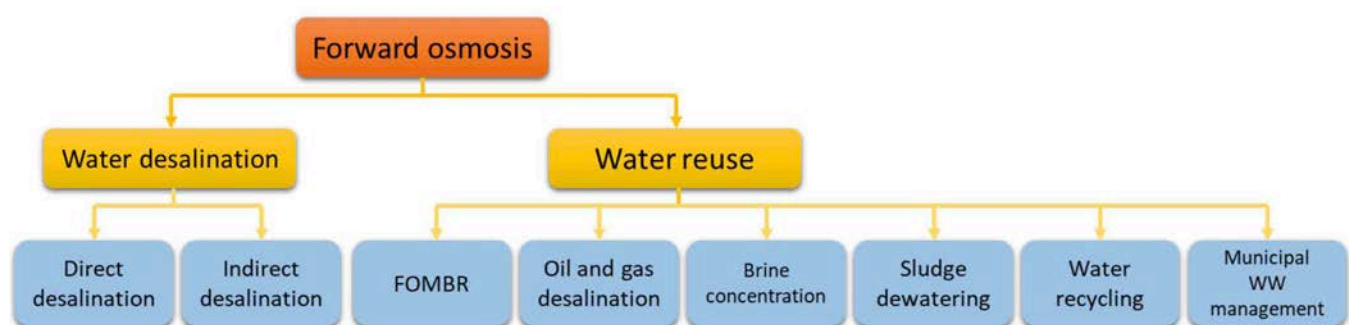 Forward osmosis
Water desalination
Water reuse
Direct
desalination
Indirect
desalination
FOMBR
Oil and gas
desalination
Brine
concentration
Sludge
dewatering
Water
recycling
Municipal
WW
management